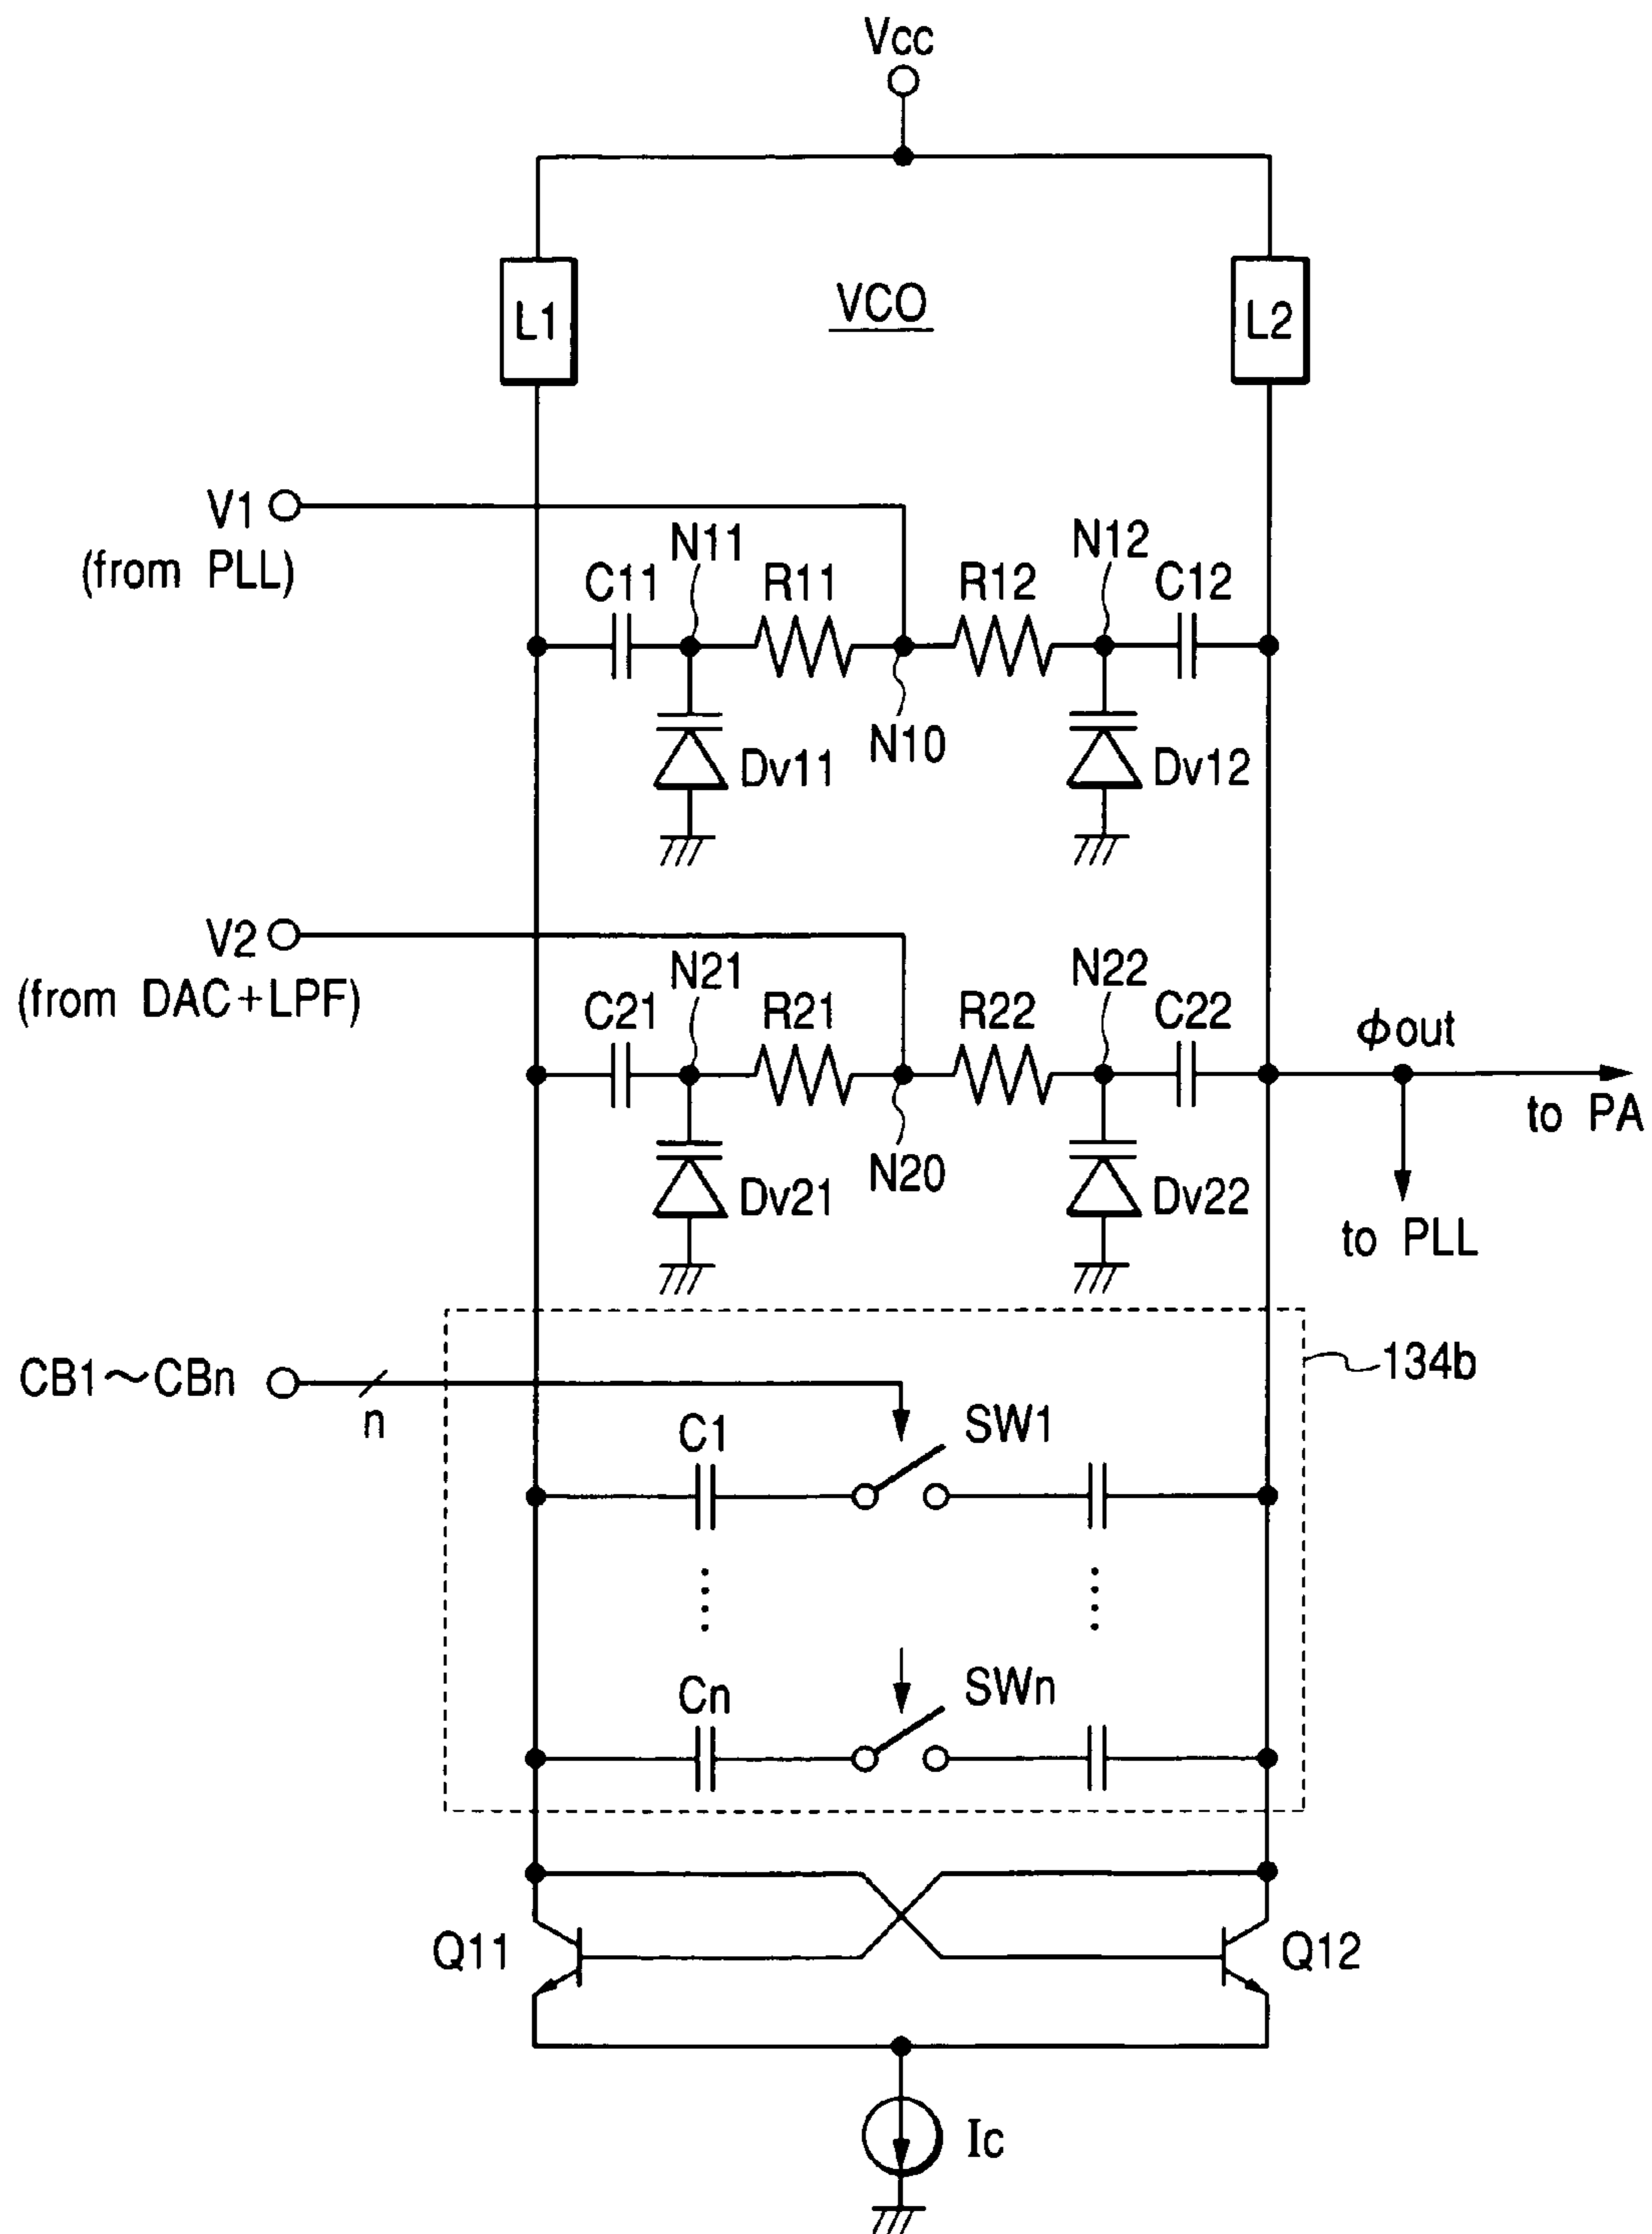 Vcc
L1
VCO
L2
V1
(from PLL)
N11
N12
C11
R11
R12
C12
N10
Dv11
Dv12
V2
(from DAC+LPF)
N21
N22
C21
R21
R22
C22
ϕout
to PA
N20
Dv21
Dv22
to PLL
CB1~CBn
n
134b
C1
SW1
Cn
SWn
Q11
Q12
Ic